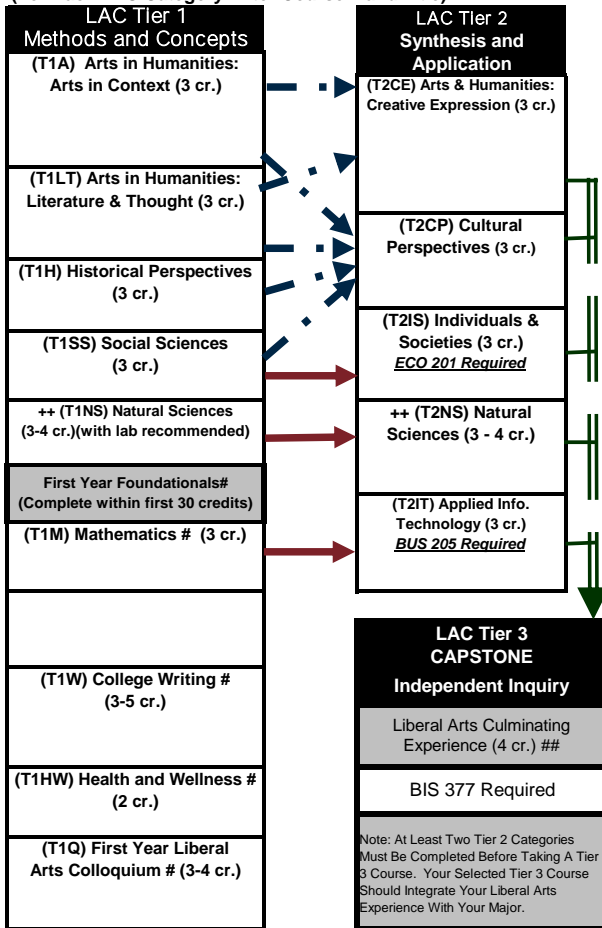 LAC Tier 1
Methods and Concepts
(T1A) Arts in Humanities:
Arts in Context (3 cr.)
(T1LT) Arts in Humanities:
Literature & Thought (3 cr.)
(T1H) Historical Perspectives
(3 cr.)
(T1SS) Social Sciences
(3 cr.)
++ (T1NS) Natural Sciences
(3-4 cr.)(with lab recommended)
First Year Foundationals#
(Complete within first 30 credits)
(T1M) Mathematics # (3 cr.)
(T1W) College Writing #
(3-5 cr.)
(T1HW) Health and Wellness #
(2 cr.)
(T1Q) First Year Liberal
Arts Colloquium # (3-4 cr.)
LAC Tier 2
Synthesis and
Application
(T2CE) Arts & Humanities:
Creative Expression (3 cr.)
(T2CP) Cultural
Perspectives (3 cr.)
(T2IS) Individuals &
Societies (3 cr.)
ECO 201 Required
++ (T2NS) Natural
Sciences (3 - 4 cr.)
(T2IT) Applied Info.
Technology (3 cr.)
BUS 205 Required
LAC Tier 3
CAPSTONE
Independent Inquiry
Liberal Arts Culminating
Experience (4 cr.) ##
BIS 377 Required
Note: At Least Two Tier 2 Categories
Must Be Completed Before Taking A Tier
3 Course. Your Selected Tier 3 Course
Should Integrate Your Liberal Arts
Experience With Your Major.